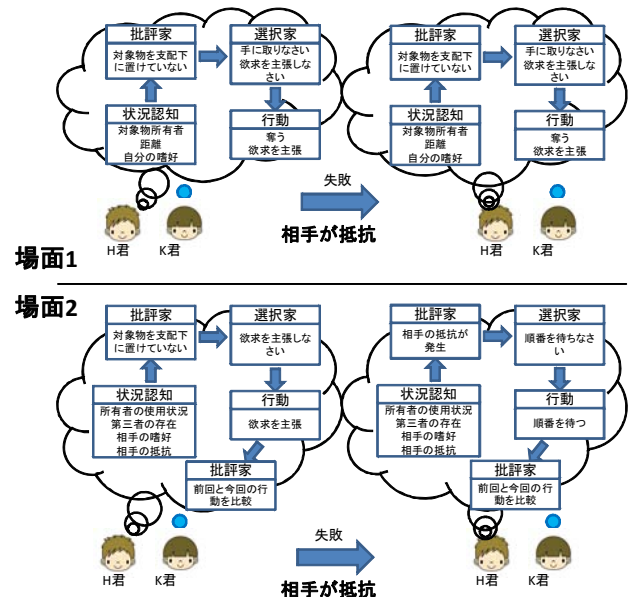 批評家
対象物を支配下
に置けていない
選択家
手に取りなさい
欲求を主張しな
さい
状況認知
対象物所有者
距離
自分の嗜好
行動
奪う
欲求を主張
H君
K君
失敗
相手が抵抗
批評家
対象物を支配下
に置けていない
選択家
手に取りなさい
欲求を主張しな
さい
状況認知
対象物所有者
距離
自分の嗜好
行動
奪う
欲求を主張
H君
K君
場面1
場面2
批評家
対象物を支配下
に置けていない
選択家
欲求を主張しな
さい
状況認知
所有者の使用状況
第三者の存在
相手の嗜好
相手の抵抗
行動
欲求を主張
批評家
前回と今回の行
動を比較
H君
K君
失敗
相手が抵抗
批評家
相手の抵抗が
発生
選択家
順番を待ちなさ
い
状況認知
所有者の使用状況
第三者の存在
相手の嗜好
相手の抵抗
行動
順番を待つ
批評家
前回と今回の行
動を比較
H君
K君